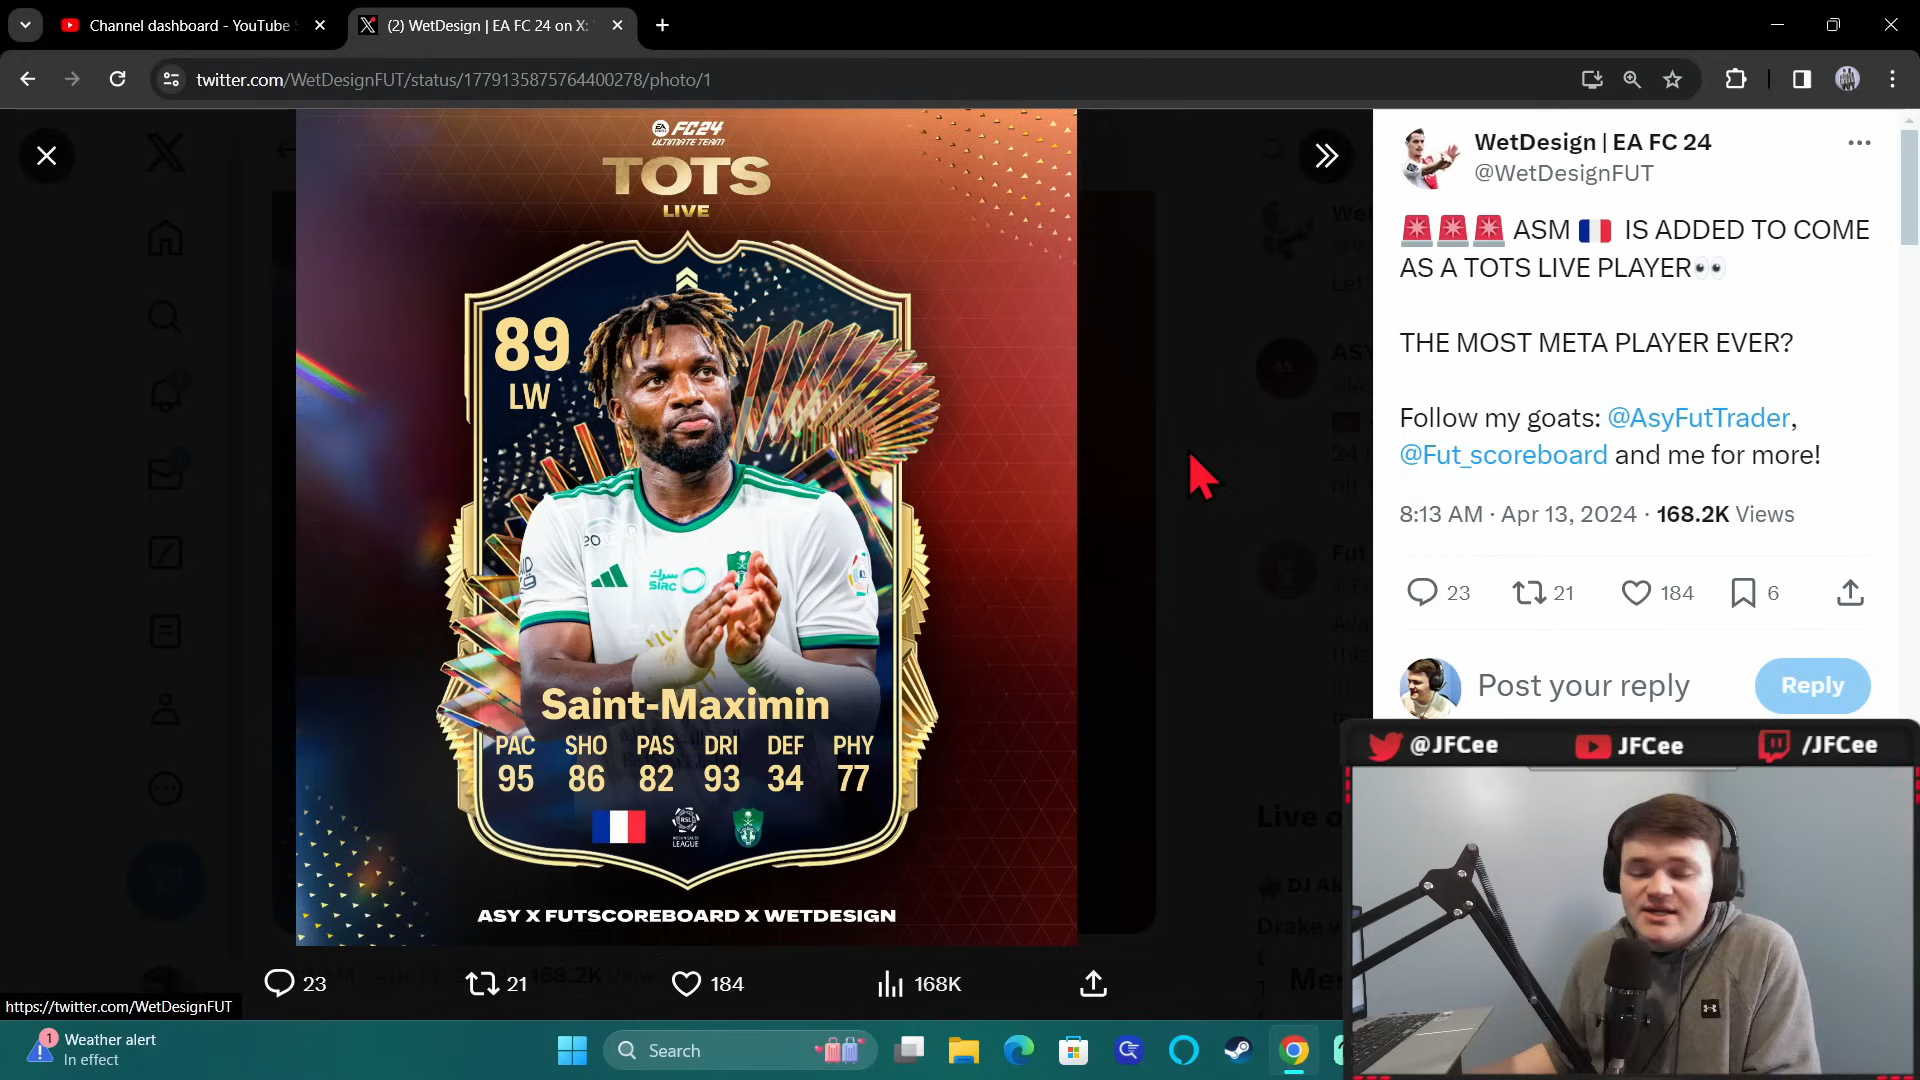 Channel dashboard - YouTube
(2) WetDesign | EA FC 24 on X:
twitter.com/WetDesignFUT/status/1779135875764400278/photo/1
FC24
ULTIMATE TEAM
TOTS
LIVE
89
LW
Saint-Maximin
PAC SHO PAS DRI DEF PHY
95 86 82 93 34 77
ASY X FUTSCOREBOARD X WETDESIGN
23 21 184 168K
WetDesign | EA FC 24
@WetDesignFUT
🚨🚨🚨 ASM 🇫🇷 IS ADDED TO COME
AS A TOTS LIVE PLAYER👀
THE MOST META PLAYER EVER?
Follow my goats: @AsyFutTrader,
@Fut_scoreboard and me for more!
8:13 AM · Apr 13, 2024 · 168.2K Views
23 21 184 6
Post your reply
Reply
@JFCee JFCee /JFCee
https://twitter.com/WetDesignFUT
1
Weather alert
In effect
Search